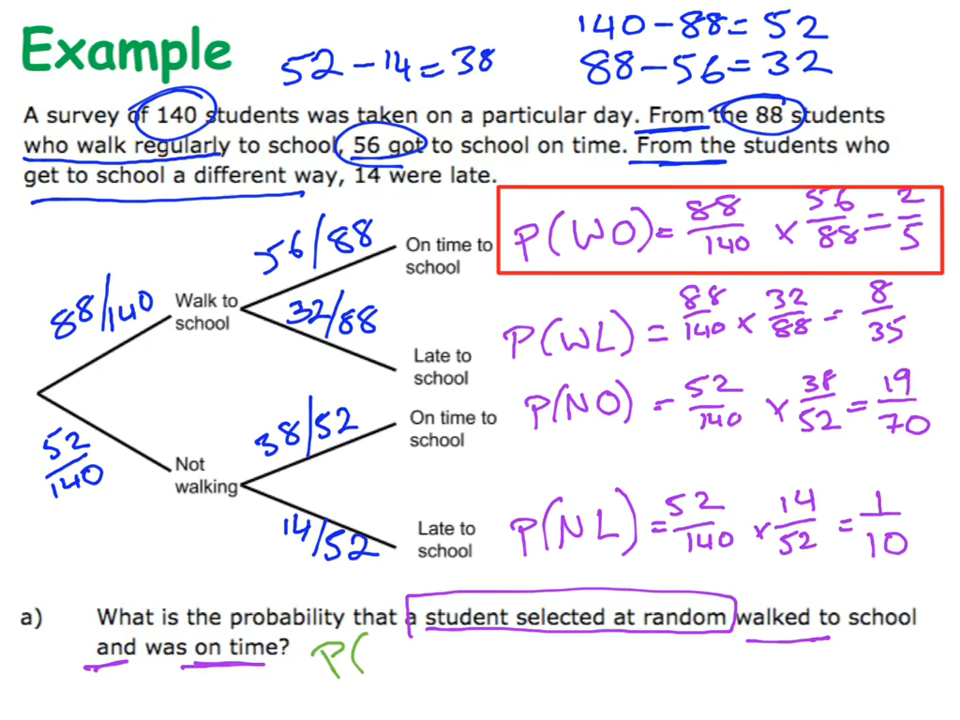 Example
52 - 14 = 38
140 - 88 = 52
88 - 56 = 32
A survey of 140 students was taken on a particular day. From the 88 students
who walk regularly to school, 56 got to school on time. From the students who
get to school a different way, 14 were late.
88/140
Walk to
school
56/88
On time to
school
32/88
Late to
school
52/140
Not
walking
38/52
On time to
school
14/52
Late to
school
P(WO) = 88/140 × 56/88 = 2/5
P(WL) = 88/140 × 32/88 = 8/35
P(NO) = 52/140 × 38/52 = 19/70
P(NL) = 52/140 × 14/52 = 1/10
a) What is the probability that a student selected at random walked to school
and was on time? P(